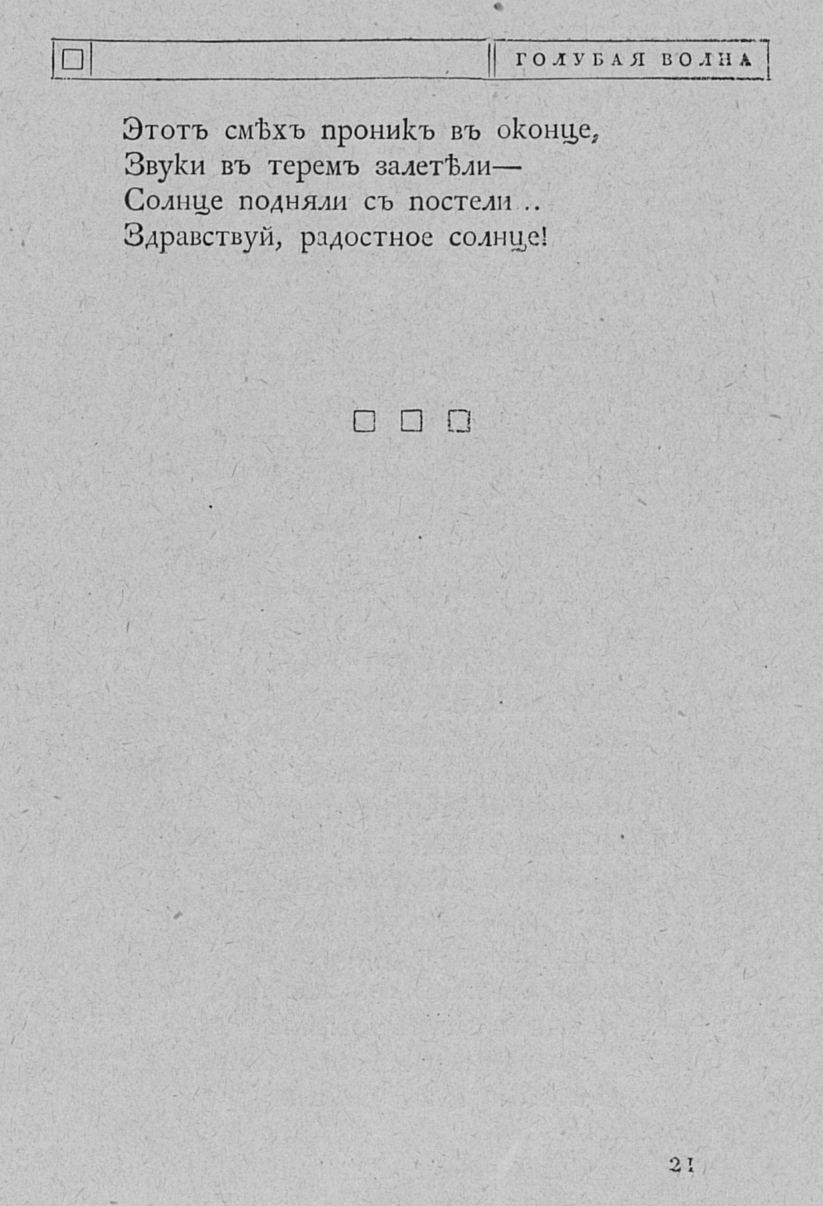 ГОЛУБАЯ ВОЛНА
Этотъ смѣхъ проникъ въ оконце,
Звуки въ теремъ залетѣли—
Солнце подняли съ постели ..
Здравствуй, радостное солнце!
21